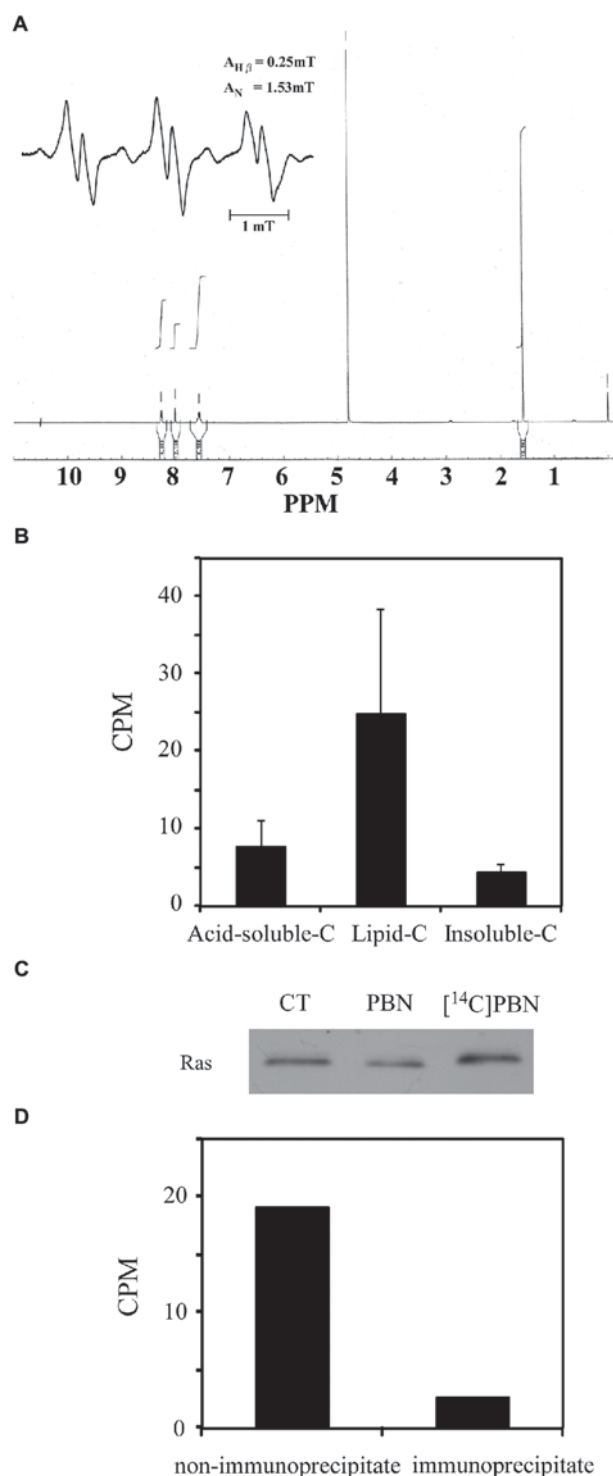 A
A_Hβ = 0.25mT
A_N = 1.53mT
1 mT
10 9 8 7 6 5 4 3 2 1
PPM
B
40
30
20
10
0
CPM
Acid-soluble-C Lipid-C Insoluble-C
C
CT PBN [¹⁴C]PBN
Ras
D
20
10
0
CPM
non-immunoprecipitate immunoprecipitate